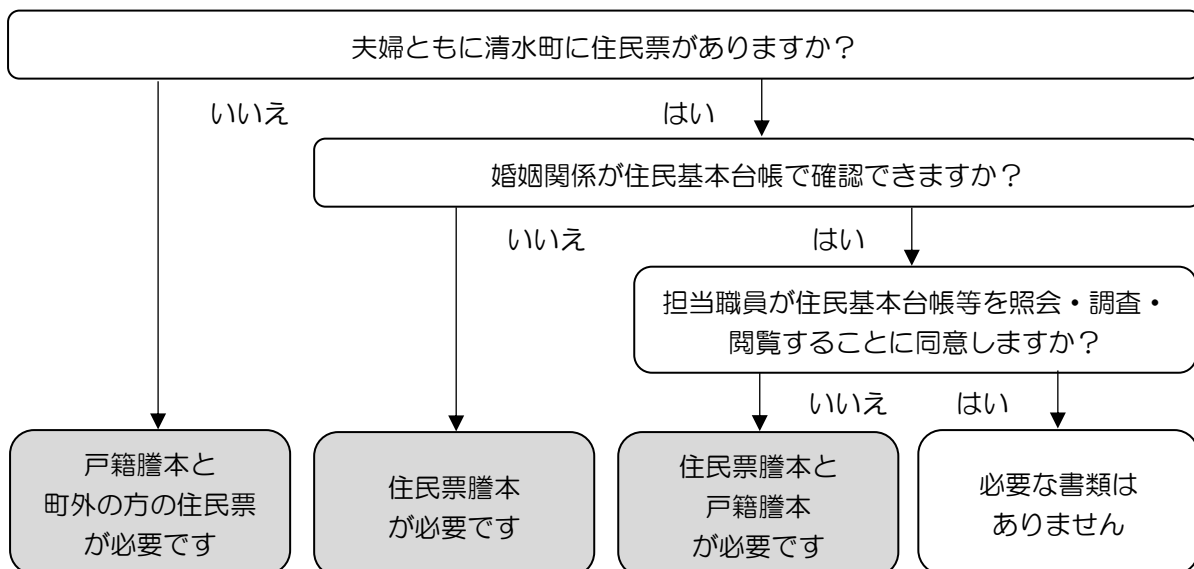 夫婦ともに清水町に住民票がありますか？
いいえ
はい
婚姻関係が住民基本台帳で確認できますか？
いいえ
はい
担当職員が住民基本台帳等を照会・調査・
閲覧することに同意しますか？
いいえ
はい
戸籍謄本と
町外の方の住民票
が必要です
住民票謄本
が必要です
住民票謄本と
戸籍謄本
が必要です
必要な書類は
ありません